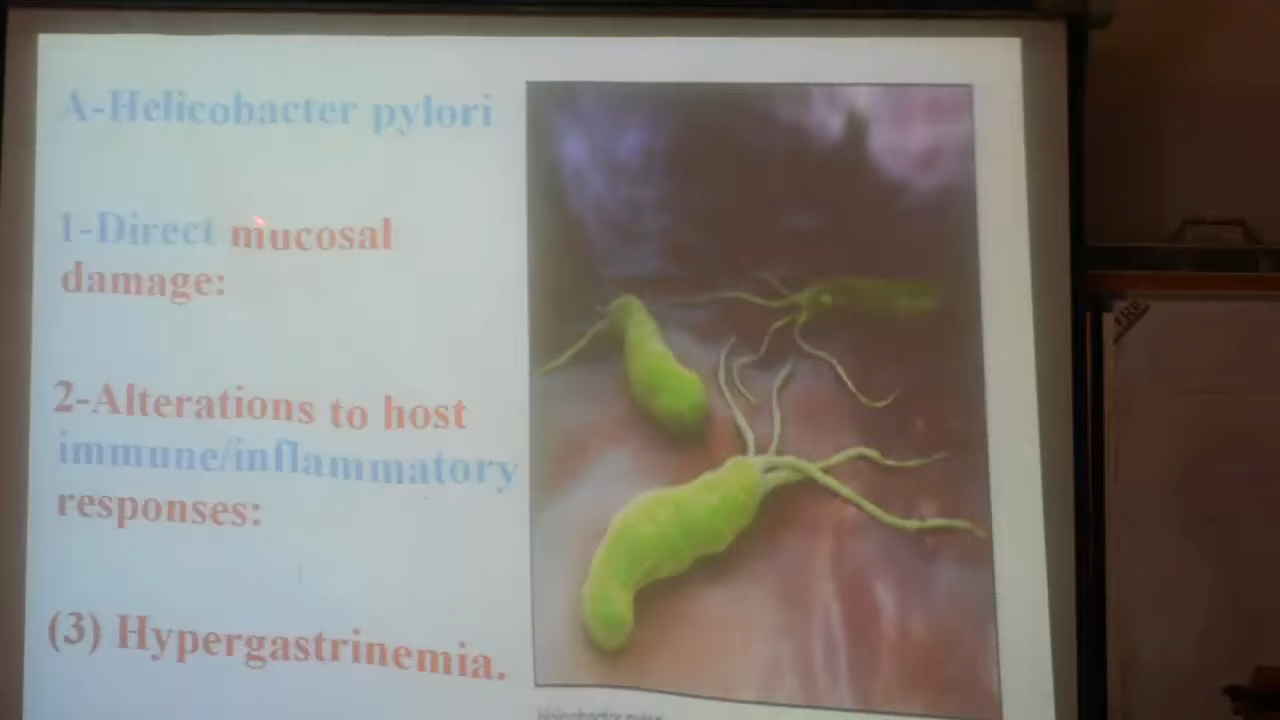 A-Helicobacter pylori
1-Direct mucosal
damage:
2-Alterations to host
immune/inflammatory
responses:
(3) Hypergastrinemia.